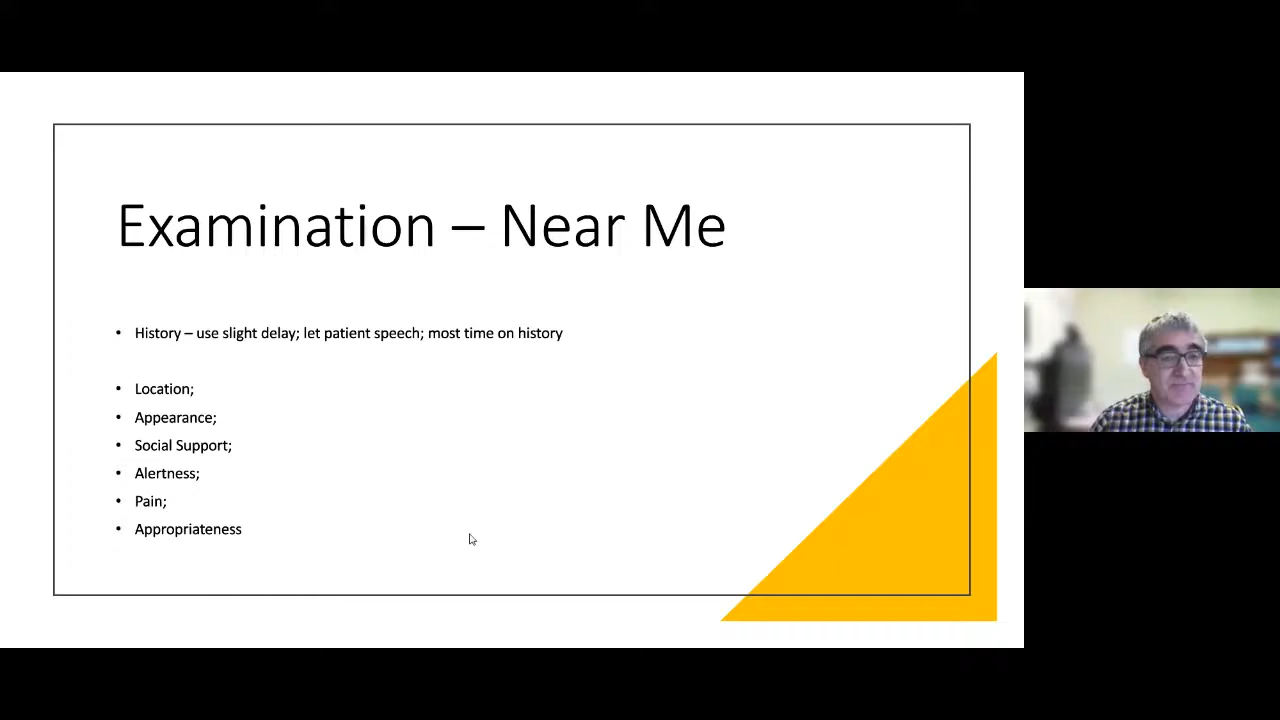 Examination – Near Me
• History – use slight delay; let patient speech; most time on history
• Location;
• Appearance;
• Social Support;
• Alertness;
• Pain;
• Appropriateness